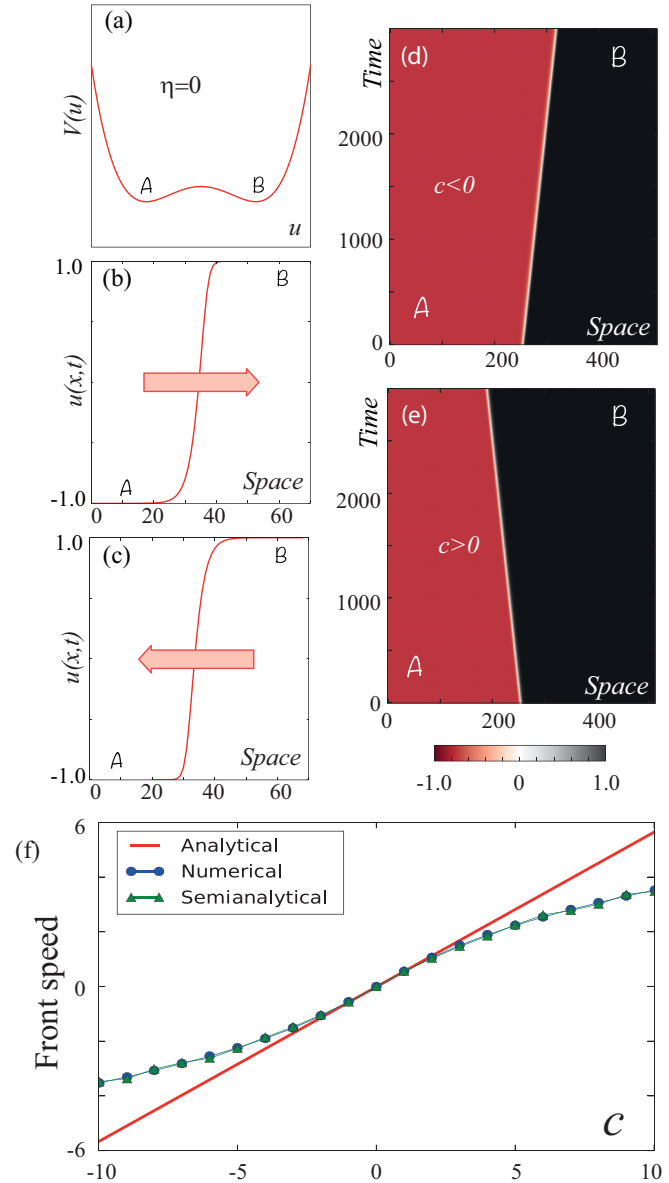 (a)
η=0
V(u)
A
B
u
(b)
1.0
B
u(x,t)
A
Space
-1.0
0
20
40
60
(c)
1.0
B
u(x,t)
A
Space
-1.0
0
20
40
60
(d)
B
Time
2000
c<0
1000
A
Space
0
0
200
400
(e)
B
Time
2000
c>0
1000
A
Space
0
0
200
400
-1.0
0
1.0
(f)
6
Analytical
Numerical
Semianalytical
Front speed
0
-6
c
-10
-5
0
5
10